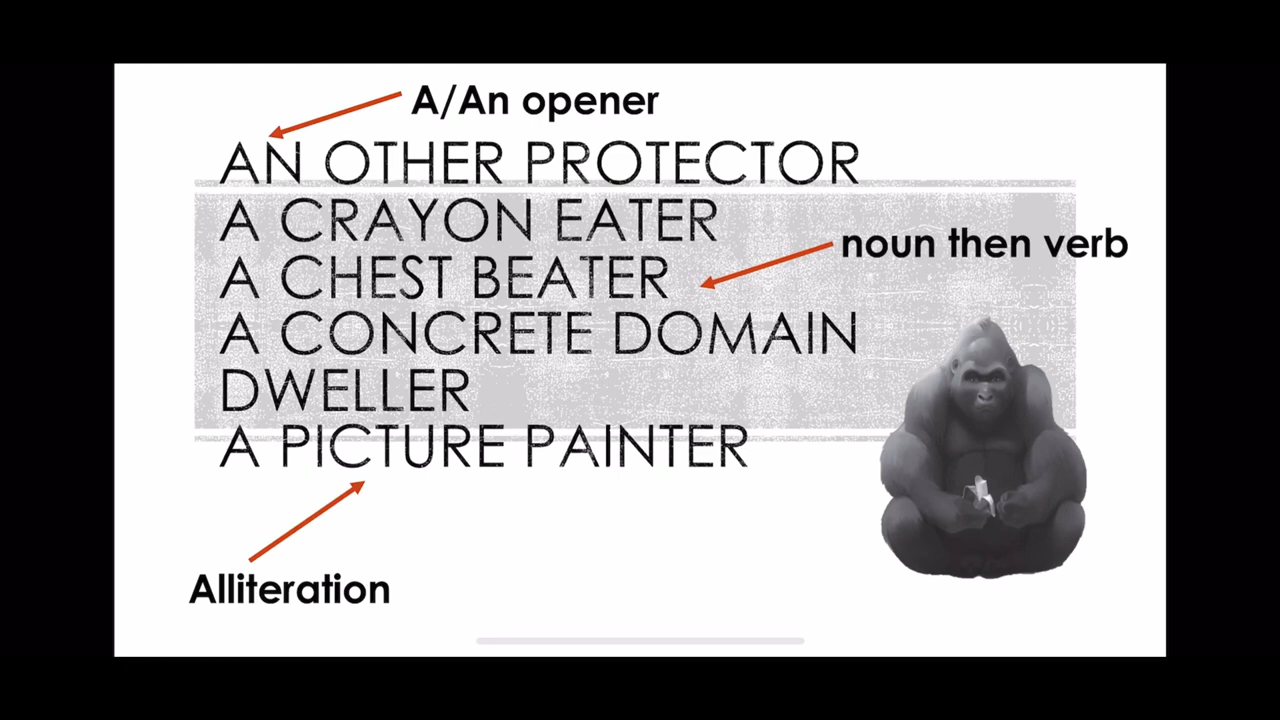 A/An opener
AN OTHER PROTECTOR
A CRAYON EATER
noun then verb
A CHEST BEATER
A CONCRETE DOMAIN
DWELLER
A PICTURE PAINTER
Alliteration